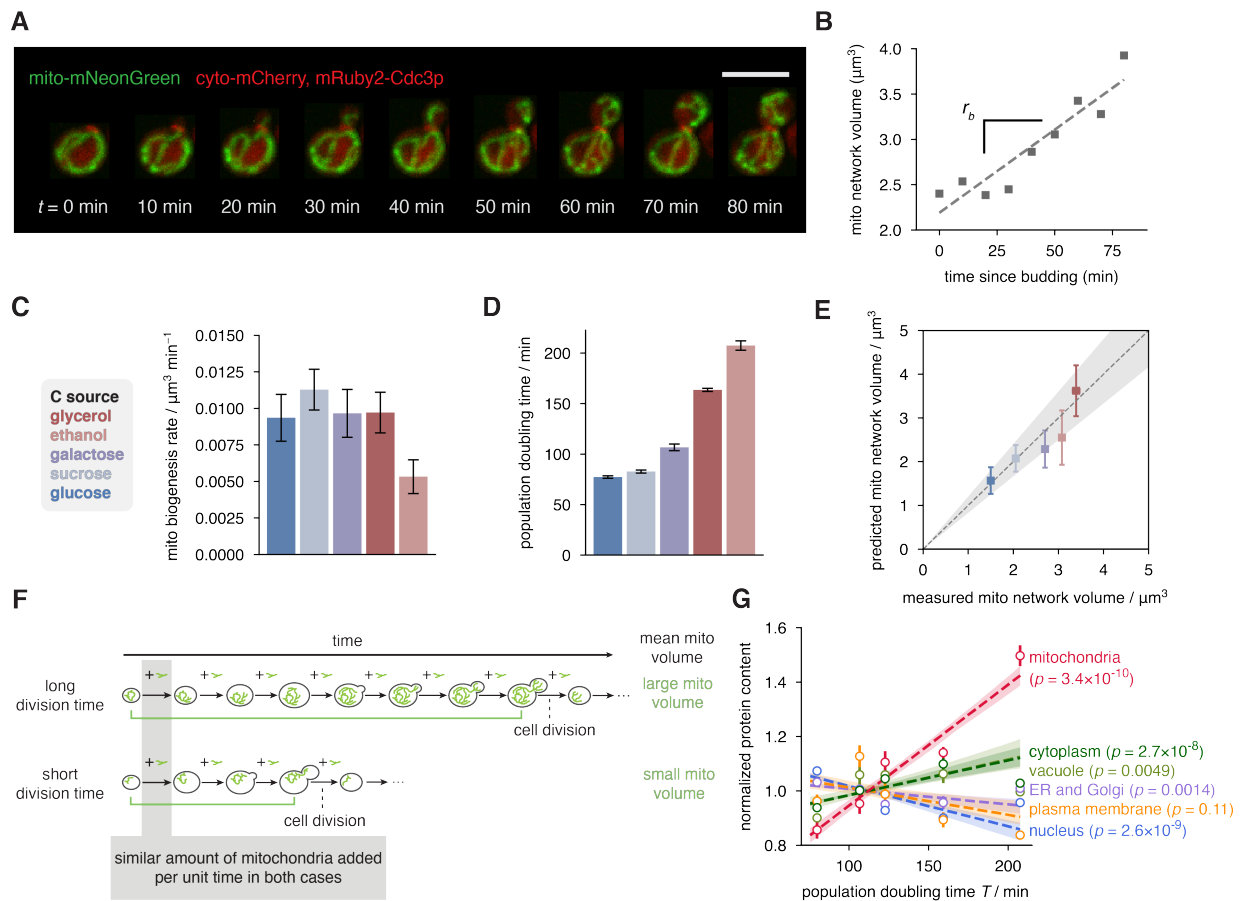 A
mito-mNeonGreen cyto-mCherry, mRuby2-Cdc3p
t = 0 min 10 min 20 min 30 min 40 min 50 min 60 min 70 min 80 min
B
mito network volume (µm³)
4.0
3.5
3.0
2.5
2.0
r_b
0 25 50 75
time since budding (min)
C
C source
glycerol
ethanol
galactose
sucrose
glucose
mito biogenesis rate / µm³ min⁻¹
0.0150
0.0125
0.0100
0.0075
0.0050
0.0025
0.0000
D
population doubling time / min
200
150
100
50
0
E
predicted mito network volume / µm³
5
4
3
2
1
0
0 1 2 3 4 5
measured mito network volume / µm³
F
time
mean mito
volume
long
division time
+ + + + + + + +
large mito
volume
...
cell division
short
division time
+ + + +
...
small mito
volume
cell division
similar amount of mitochondria added
per unit time in both cases
G
normalized protein content
1.6
1.4
1.2
1.0
0.8
100 150 200
population doubling time T / min
mitochondria
(p = 3.4×10⁻¹⁰)
cytoplasm (p = 2.7×10⁻⁸)
vacuole (p = 0.0049)
ER and Golgi (p = 0.0014)
plasma membrane (p = 0.11)
nucleus (p = 2.6×10⁻⁹)